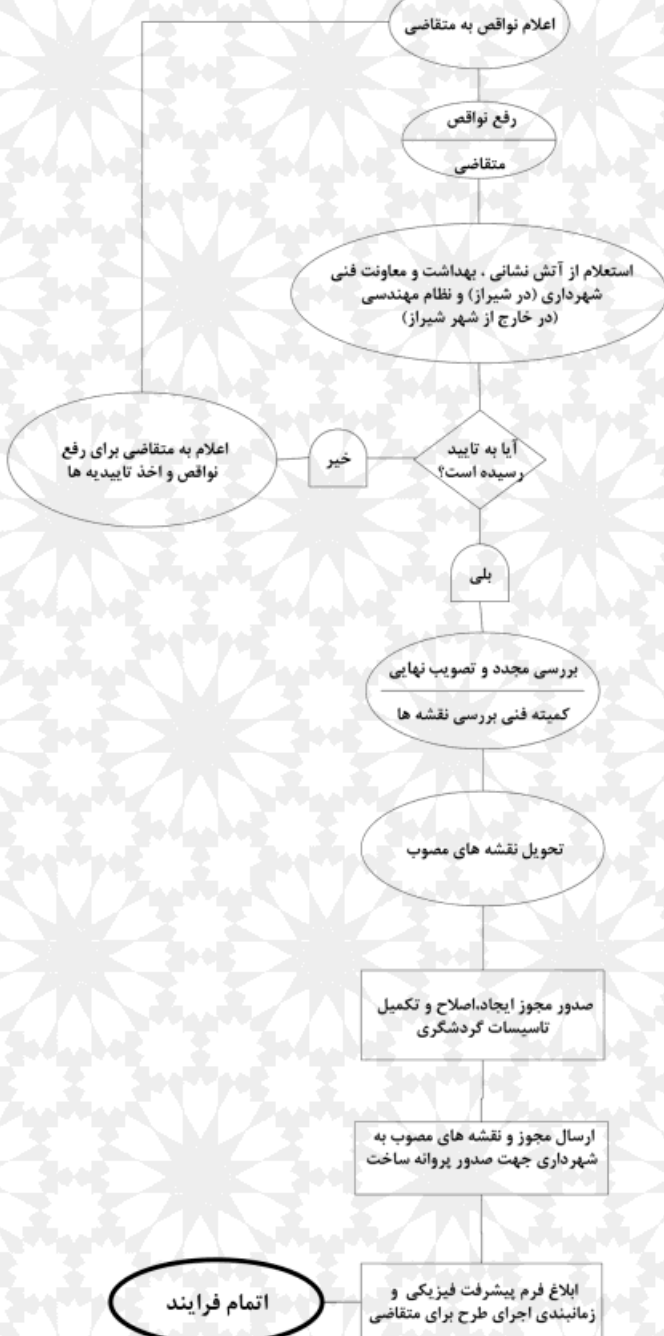 اعلام نواقص به متقاضی
رفع نواقص
متقاضی
استعلام از آتش نشانی ، بهداشت و معاونت فنی
شهرداری (در شیراز) و نظام مهندسی
(در خارج از شهر شیراز)
آیا به تایید
رسیده است؟
خیر
اعلام به متقاضی برای رفع
نواقص و اخذ تاییدیه ها
بلی
بررسی مجدد و تصویب نهایی
کمیته فنی بررسی نقشه ها
تحویل نقشه های مصوب
صدور مجوز ایجاد،اصلاح و تکمیل
تاسیسات گردشگری
ارسال مجوز و نقشه های مصوب به
شهرداری جهت صدور پروانه ساخت
ابلاغ فرم پیشرفت فیزیکی و
زمانبندی اجرای طرح برای متقاضی
اتمام فرایند